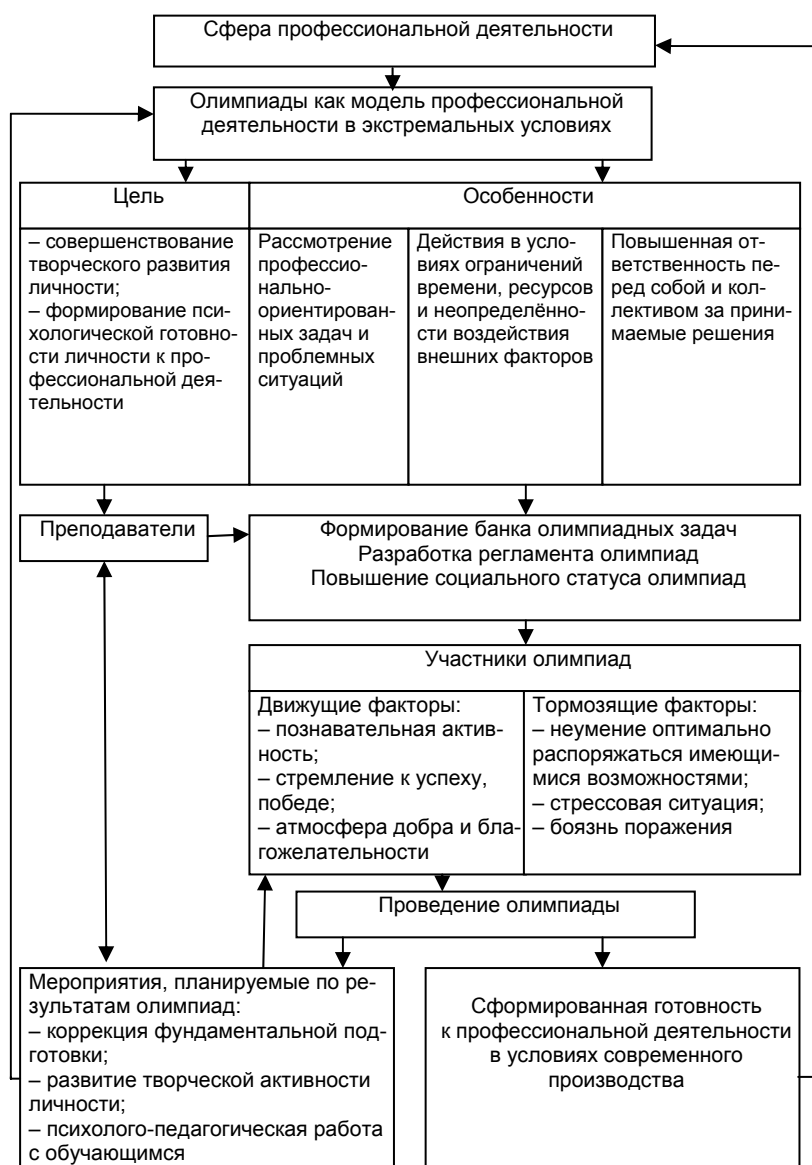 Сфера профессиональной деятельности
Олимпиады как модель профессиональной
деятельности в экстремальных условиях
Цель
Особенности
– совершенствование
творческого развития
личности;
– формирование пси-
хологической готовно-
сти личности к про-
фессиональной дея-
тельности
Рассмотрение
профессио-
нально-
ориентирован-
ных задач и
проблемных
ситуаций
Действия в усло-
виях ограничений
времени, ресурсов
и неопределённо-
сти воздействия
внешних факторов
Повышенная от-
ветственность пе-
ред собой и кол-
лективом за прини-
маемые решения
Преподаватели
Формирование банка олимпиадных задач
Разработка регламента олимпиад
Повышение социального статуса олимпиад
Участники олимпиад
Движущие факторы:
– познавательная актив-
ность;
– стремление к успеху,
победе;
– атмосфера добра и бла-
гожелательности
Тормозящие факторы:
– неумение оптимально
распоряжаться имеющи-
мися возможностями;
– стрессовая ситуация;
– боязнь поражения
Проведение олимпиады
Мероприятия, планируемые по ре-
зультатам олимпиад:
– коррекция фундаментальной под-
готовки;
– развитие творческой активности
личности;
– психолого-педагогическая работа
с обучающимся
Сформированная готовность
к профессиональной деятельности
в условиях современного
производства